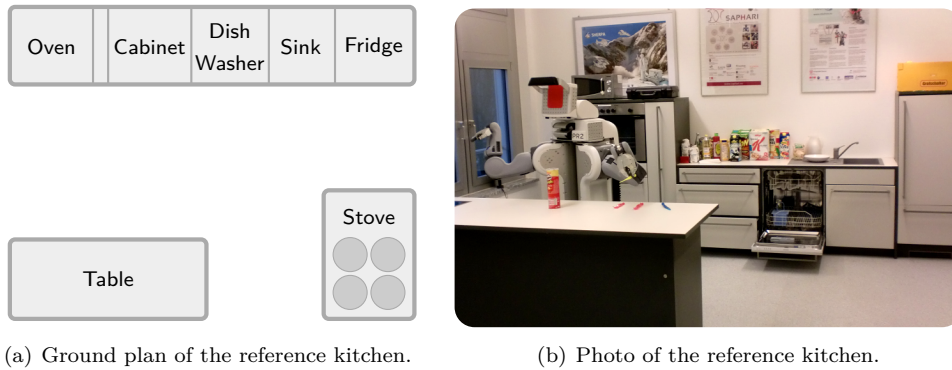 Oven
Cabinet
Dish
Washer
Sink
Fridge
Stove
Table
SAPHARI
PR2
(a) Ground plan of the reference kitchen.
(b) Photo of the reference kitchen.